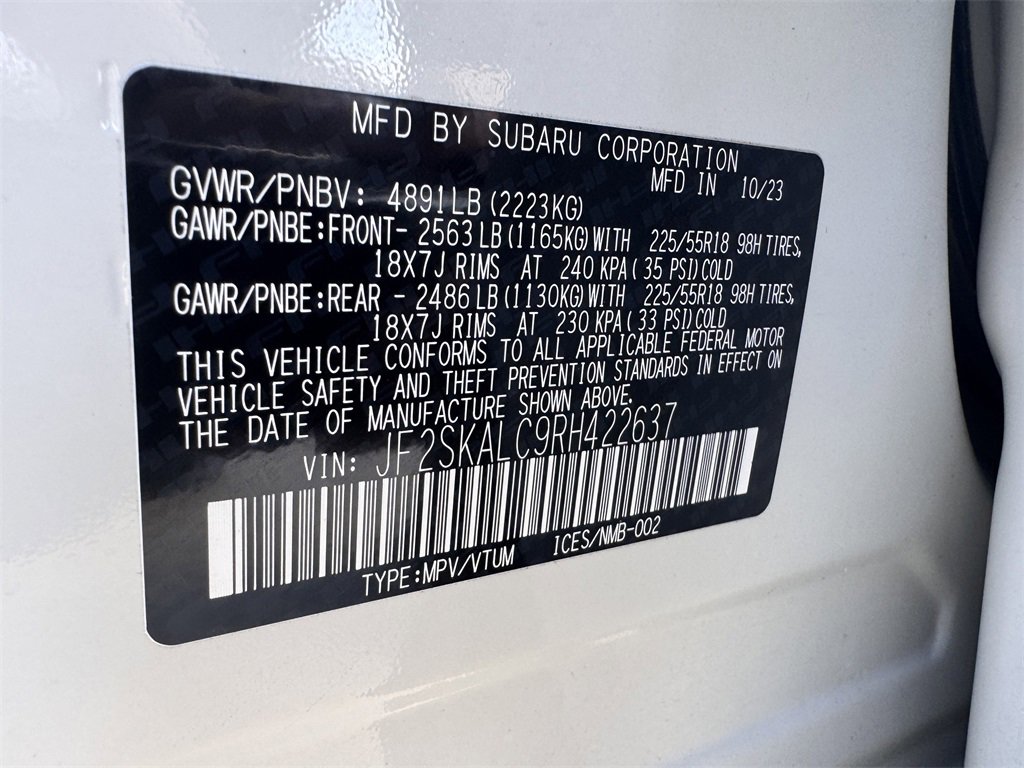 MFD BY SUBARU CORPORATION
MFD IN 10/23
GVWR/PNBV: 4891LB (2223KG)
GAWR/PNBE:FRONT- 2563 LB (1165KG) WITH 225/55R18 98H TIRES,
18X7J RIMS AT 240 KPA ( 35 PSI) COLD
GAWR/PNBE:REAR - 2486 LB (1130KG) WITH 225/55R18 98H TIRES,
18X7J RIMS AT 230 KPA ( 33 PSI) COLD
THIS VEHICLE CONFORMS TO ALL APPLICABLE FEDERAL MOTOR
VEHICLE SAFETY AND THEFT PREVENTION STANDARDS IN EFFECT ON
THE DATE OF MANUFACTURE SHOWN ABOVE.
VIN: JF2SKALC9RH422637
TYPE:MPV/VTUM ICES/NMB-002